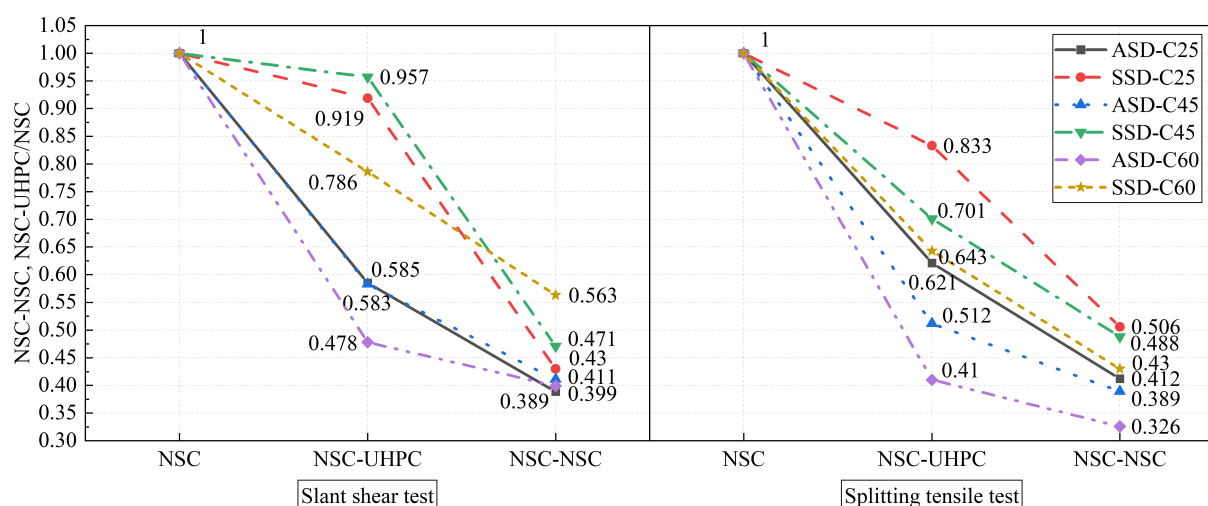 NSC-NSC, NSC-UHPC/NSC
1.05
1.00
0.95
0.90
0.85
0.80
0.75
0.70
0.65
0.60
0.55
0.50
0.45
0.40
0.35
0.30
1
0.957
0.919
0.786
0.585
0.583
0.478
0.563
0.471
0.43
0.411
0.399
0.389
NSC
NSC-UHPC
NSC-NSC
Slant shear test
1
0.833
0.701
0.643
0.621
0.512
0.41
0.506
0.488
0.43
0.412
0.389
0.326
ASD-C25
SSD-C25
ASD-C45
SSD-C45
ASD-C60
SSD-C60
NSC
NSC-UHPC
NSC-NSC
Splitting tensile test